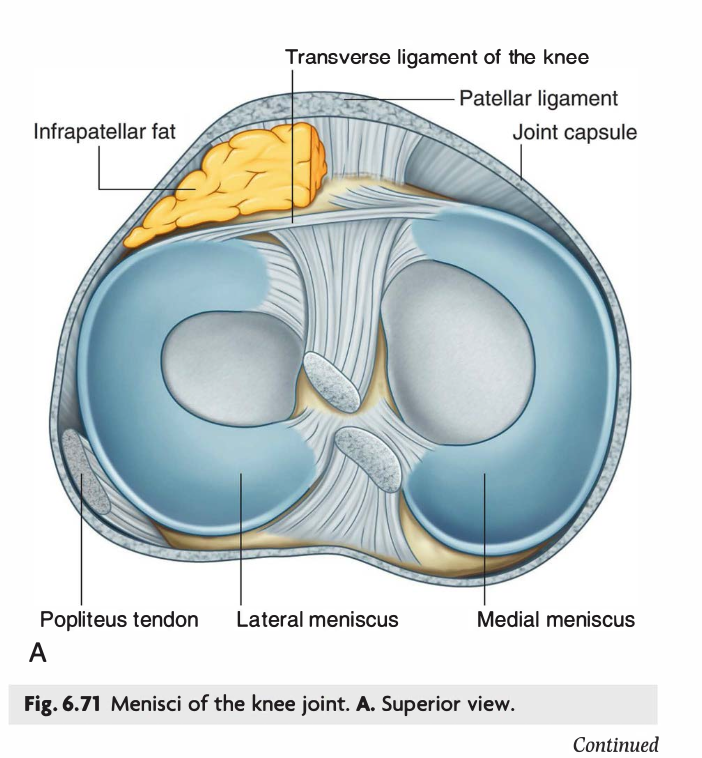 Transverse ligament of the knee
Patellar ligament
Infrapatellar fat
Joint capsule
Popliteus tendon
Lateral meniscus
Medial meniscus
A
Fig. 6.71 Menisci of the knee joint. A. Superior view.
Continued